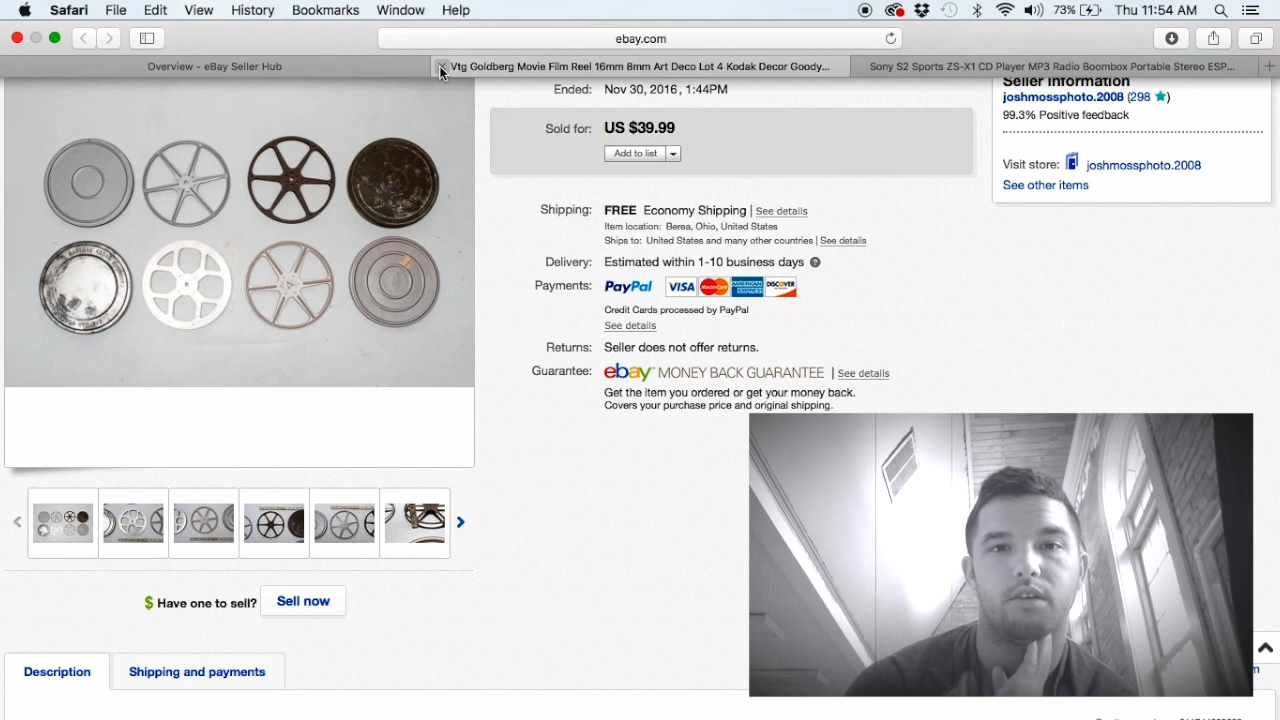 Safari File Edit View History Bookmarks Window Help 73% Thu 11:54 AM
ebay.com
Overview - eBay Seller Hub
Vtg Goldberg Movie Film Reel 16mm 8mm Art Deco Lot 4 Kodak Decor Goody...
Sony S2 Sports ZS-X1 CD Player MP3 Radio Boombox Portable Stereo ESP...
Ended: Nov 30, 2016, 1:44PM
Sold for: US $39.99
Add to list
Shipping: FREE Economy Shipping | See details
Item location: Berea, Ohio, United States
Ships to: United States and many other countries | See details
Delivery: Estimated within 1-10 business days ?
Payments: PayPal VISA MasterCard AMERICAN EXPRESS DISCOVER
Credit Cards processed by PayPal
See details
Returns: Seller does not offer returns.
Guarantee: ebay MONEY BACK GUARANTEE | See details
Get the item you ordered or get your money back.
Covers your purchase price and original shipping.
Seller information
joshmossphoto.2008 (298 ★)
99.3% Positive feedback
Visit store: joshmossphoto.2008
See other items
$ Have one to sell? Sell now
Description
Shipping and payments